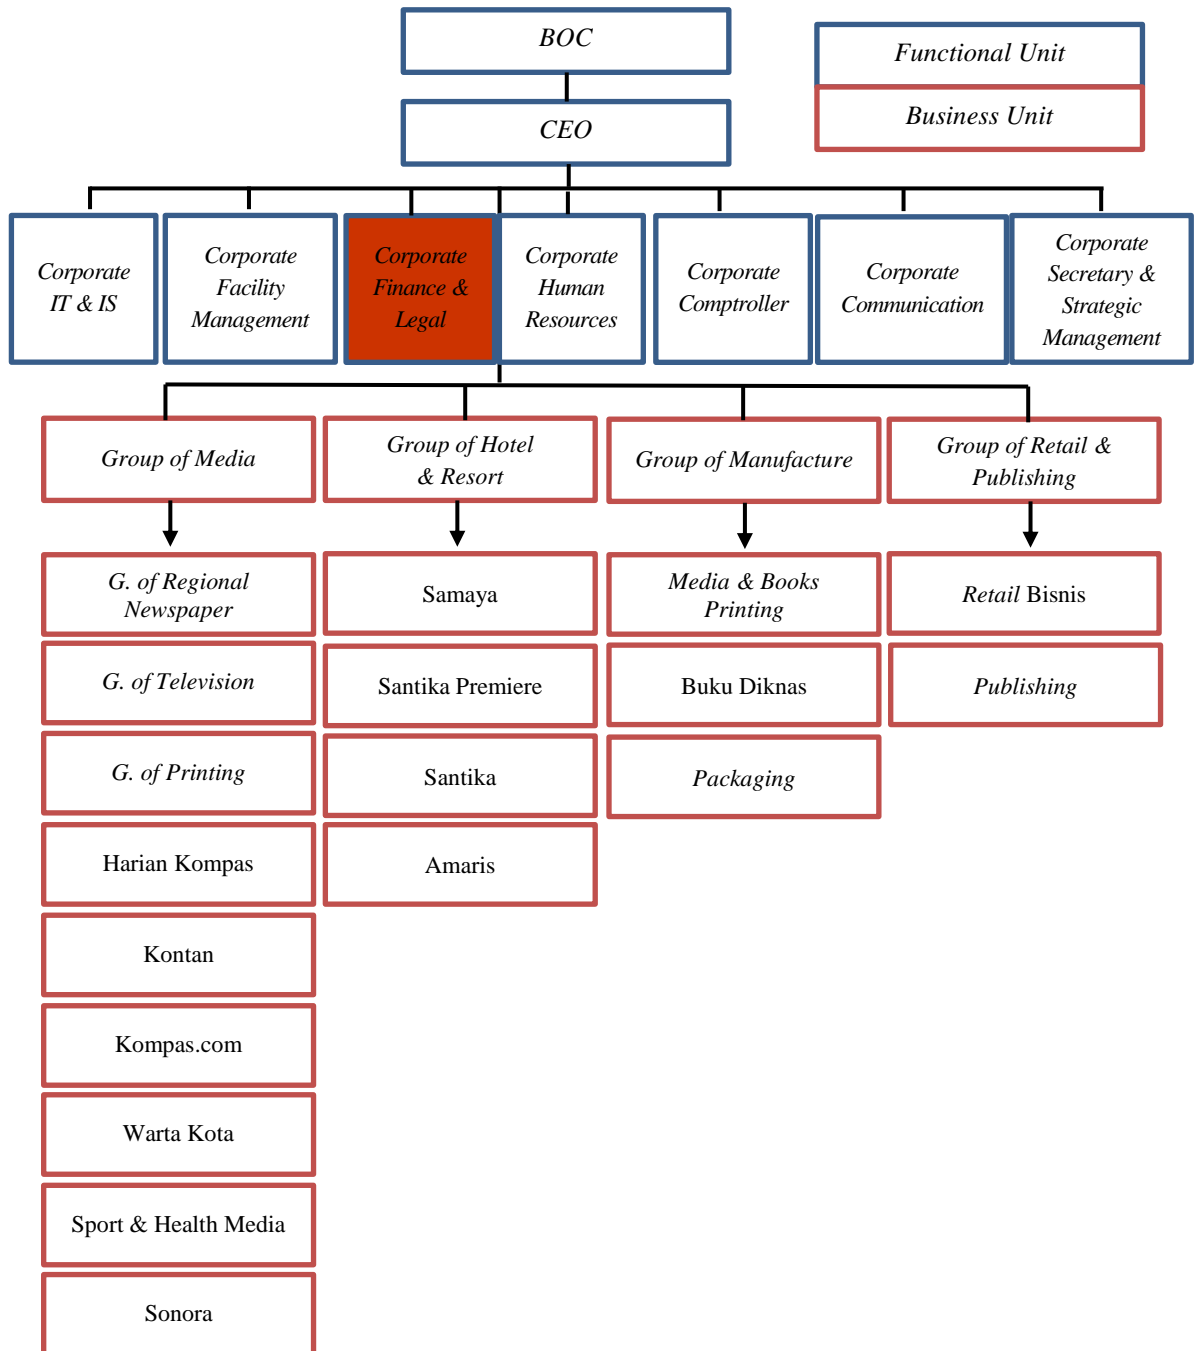 BOC
Functional Unit
Business Unit
CEO
Corporate
IT & IS
Corporate
Facility
Management
Corporate
Finance &
Legal
Corporate
Human
Resources
Corporate
Comptroller
Corporate
Communication
Corporate
Secretary &
Strategic
Management
Group of Media
Group of Hotel
& Resort
Group of Manufacture
Group of Retail &
Publishing
G. of Regional
Newspaper
G. of Television
G. of Printing
Harian Kompas
Kontan
Kompas.com
Warta Kota
Sport & Health Media
Sonora
Samaya
Santika Premiere
Santika
Amaris
Media & Books
Printing
Buku Diknas
Packaging
Retail Bisnis
Publishing